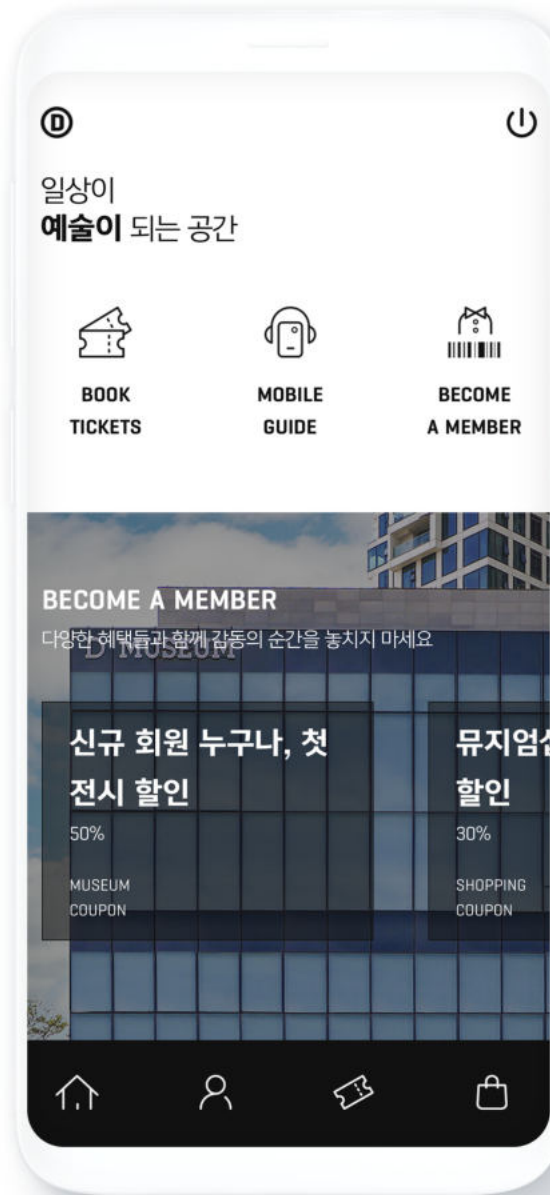 D
일상이
예술이 되는 공간
BOOK
TICKETS
MOBILE
GUIDE
BECOME
A MEMBER
BECOME A MEMBER
다양한 혜택들과 함께 감동의 순간을 놓치지 마세요
D MUSEUM
신규 회원 누구나, 첫
전시 할인
50%
MUSEUM
COUPON
할인
30%
SHOPPING
COUPON